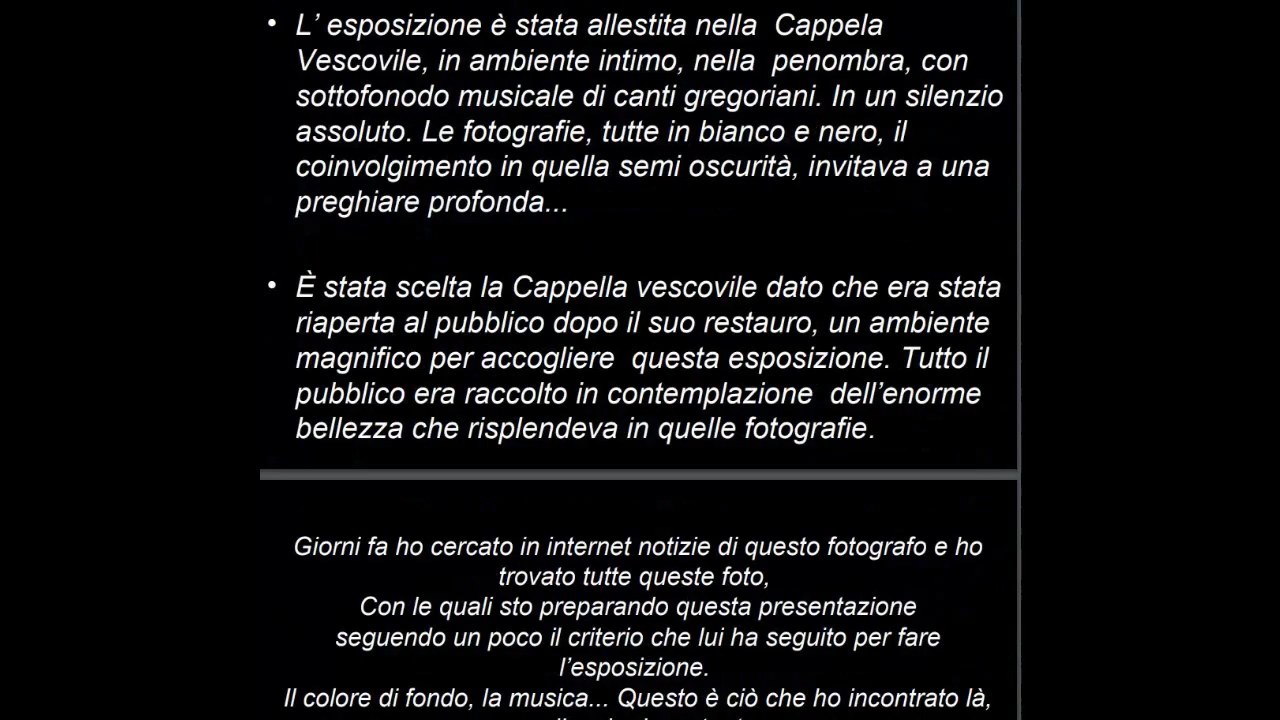 • L’ esposizione è stata allestita nella  Cappela
Vescovile, in ambiente intimo, nella  penombra, con
sottofonodo musicale di canti gregoriani. In un silenzio
assoluto. Le fotografie, tutte in bianco e nero, il
coinvolgimento in quella semi oscurità, invitava a una
preghiare profonda...
• È stata scelta la Cappella vescovile dato che era stata
riaperta al pubblico dopo il suo restauro, un ambiente
magnifico per accogliere  questa esposizione. Tutto il
pubblico era raccolto in contemplazione  dell’enorme
bellezza che risplendeva in quelle fotografie.
Giorni fa ho cercato in internet notizie di questo fotografo e ho
trovato tutte queste foto,
Con le quali sto preparando questa presentazione
seguendo un poco il criterio che lui ha seguito per fare
l’esposizione.
Il colore di fondo, la musica... Questo è ciò che ho incontrato là,